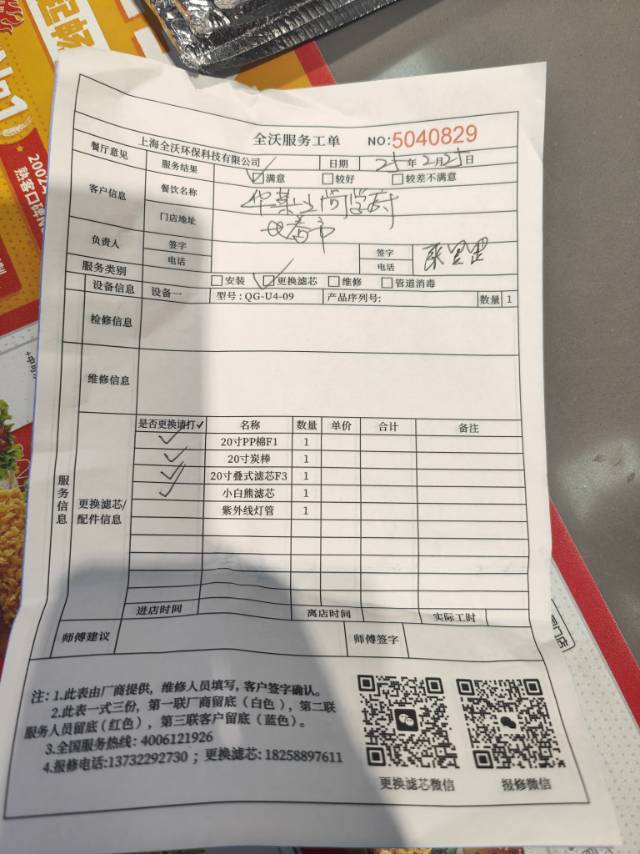 全沃服务工单 NO:5040829
上海全沃环保科技有限公司 日期 25年2月25日
餐厅意见 服务结果 ☑满意 □较好 □较差不满意
客户信息 餐饮名称
门店地址
负责人 签字 签字
电话 电话
服务类别 □安装 ☑更换滤芯 □维修 □管道消毒
设备信息 设备一 型号:QG-U4-09 产品序列号: 数量 1
检修信息
维修信息
服务信息
更换滤芯/配件信息
是否更换请打✓ 名称 数量 单价 合计 备注
✓ 20寸PP棉F1 1
✓ 20寸炭棒 1
✓ 20寸叠式滤芯F3 1
✓ 小白熊滤芯 1
紫外线灯管 1
进店时间 离店时间 实际工时
师傅建议 师傅签字
注:1.此表由厂商提供,维修人员填写,客户签字确认。
2.此表一式三份,第一联厂商留底(白色),第二联
服务人员留底(红色),第三联客户留底(蓝色)。
3.全国服务热线:4006121926
4.报修电话:13732292730;更换滤芯:18258897611
更换滤芯微信 报修微信